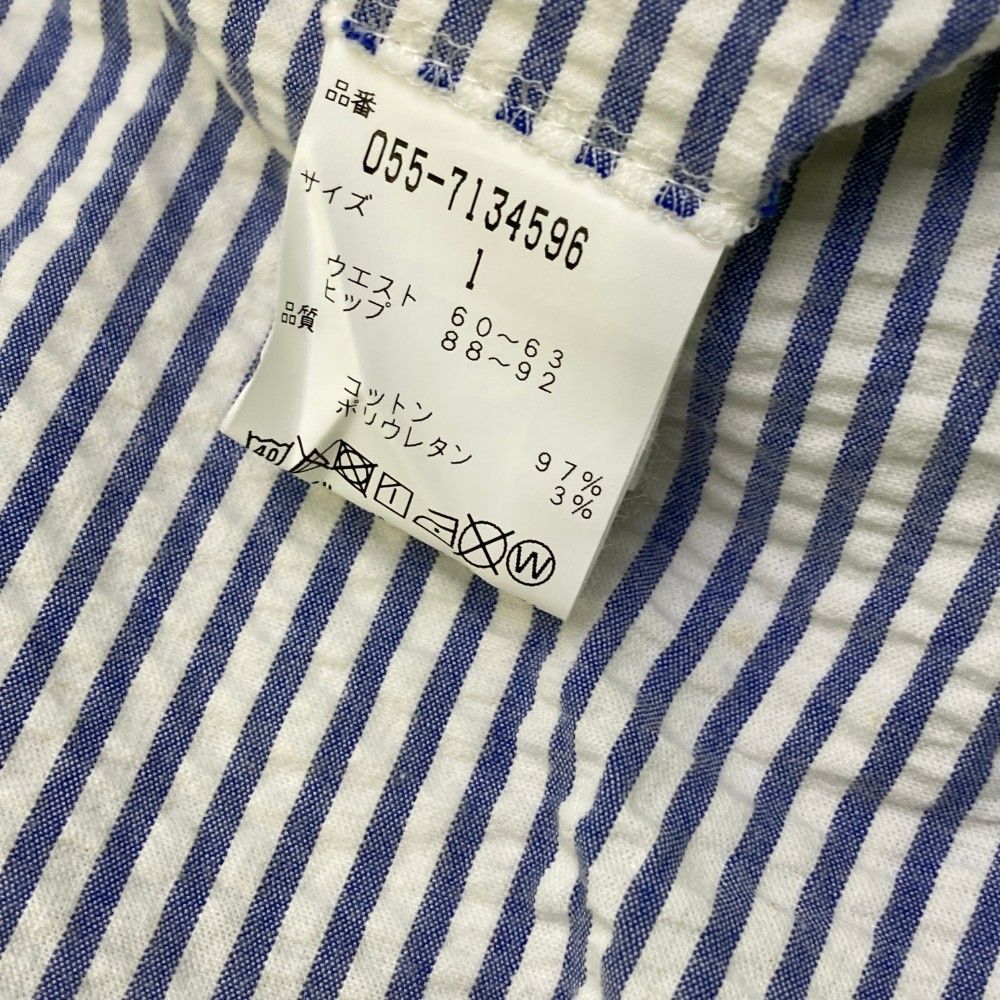 品番
055-7134596
サイズ
1
ウエスト 60~63
ヒップ 88~92
品質
コットン 97%
ポリウレタン 3%
40
W